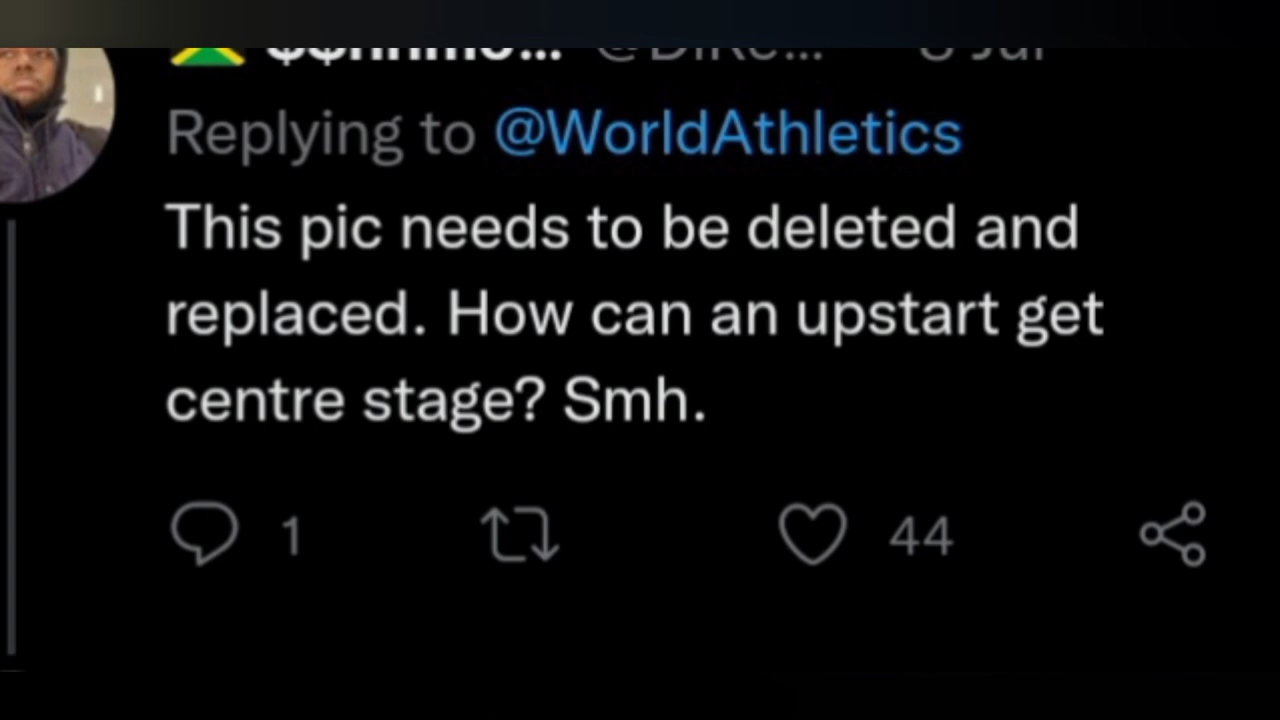 Replying to @WorldAthletics
This pic needs to be deleted and
replaced. How can an upstart get
centre stage? Smh.
1
44